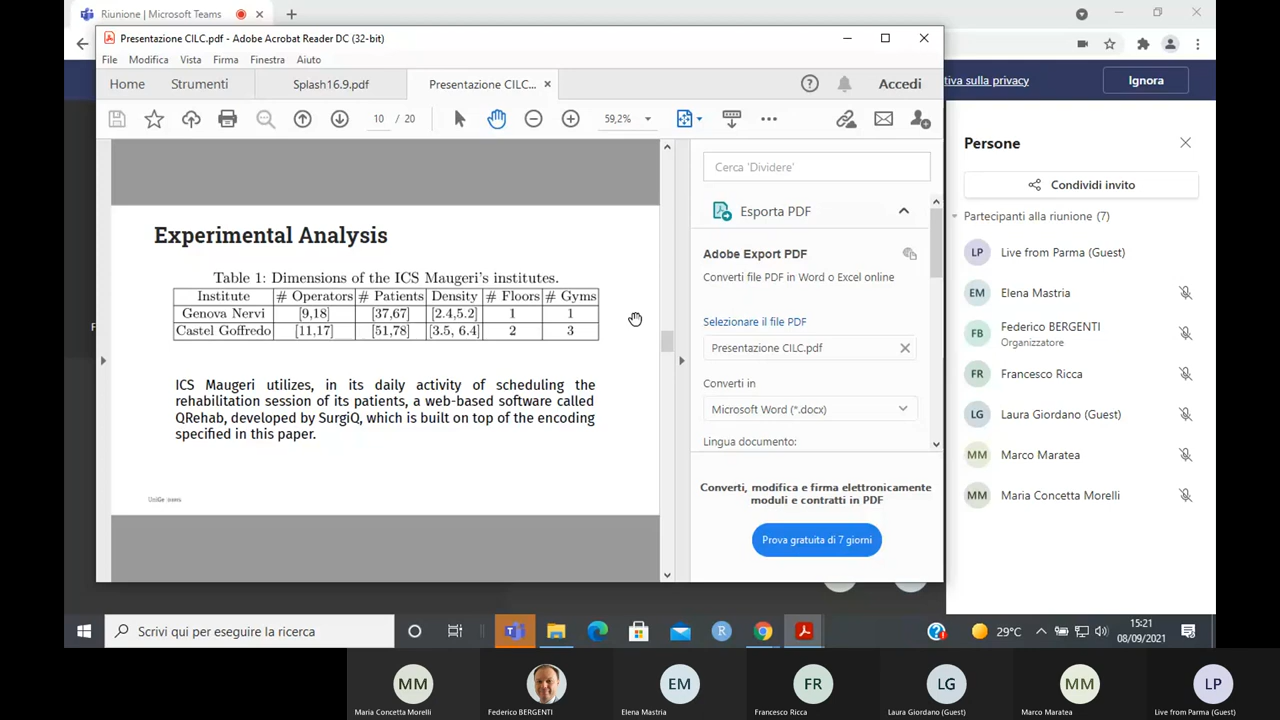 Riunione | Microsoft Teams
Presentazione CILC.pdf - Adobe Acrobat Reader DC (32-bit)
File Modifica Vista Firma Finestra Aiuto
Home Strumenti Splash16.9.pdf Presentazione CILC... Accedi
10 / 20 59,2%
tiva sulla privacy Ignora
Experimental Analysis
Table 1: Dimensions of the ICS Maugeri's institutes.
Institute # Operators # Patients Density # Floors # Gyms
Genova Nervi [9,18] [37,67] [2.4,5.2] 1 1
Castel Goffredo [11,17] [51,78] [3.5, 6.4] 2 3
ICS Maugeri utilizes, in its daily activity of scheduling the
rehabilitation session of its patients, a web-based software called
QRehab, developed by SurgiQ, which is built on top of the encoding
specified in this paper.
Cerca 'Dividere'
Esporta PDF
Adobe Export PDF
Converti file PDF in Word o Excel online
Selezionare il file PDF
Presentazione CILC.pdf
Converti in
Microsoft Word (*.docx)
Lingua documento:
Converti, modifica e firma elettronicamente
moduli e contratti in PDF
Prova gratuita di 7 giorni
Persone
Condividi invito
Partecipanti alla riunione (7)
LP Live from Parma (Guest)
EM Elena Mastria
FB Federico BERGENTI
Organizzatore
FR Francesco Ricca
LG Laura Giordano (Guest)
MM Marco Maratea
MM Maria Concetta Morelli
Scrivi qui per eseguire la ricerca
R
29°C
15:21
08/09/2021
MM EM FR LG MM LP
Maria Concetta Morelli Federico BERGENTI Elena Mastria Francesco Ricca Laura Giordano (Guest) Marco Maratea Live from Parma (Guest)